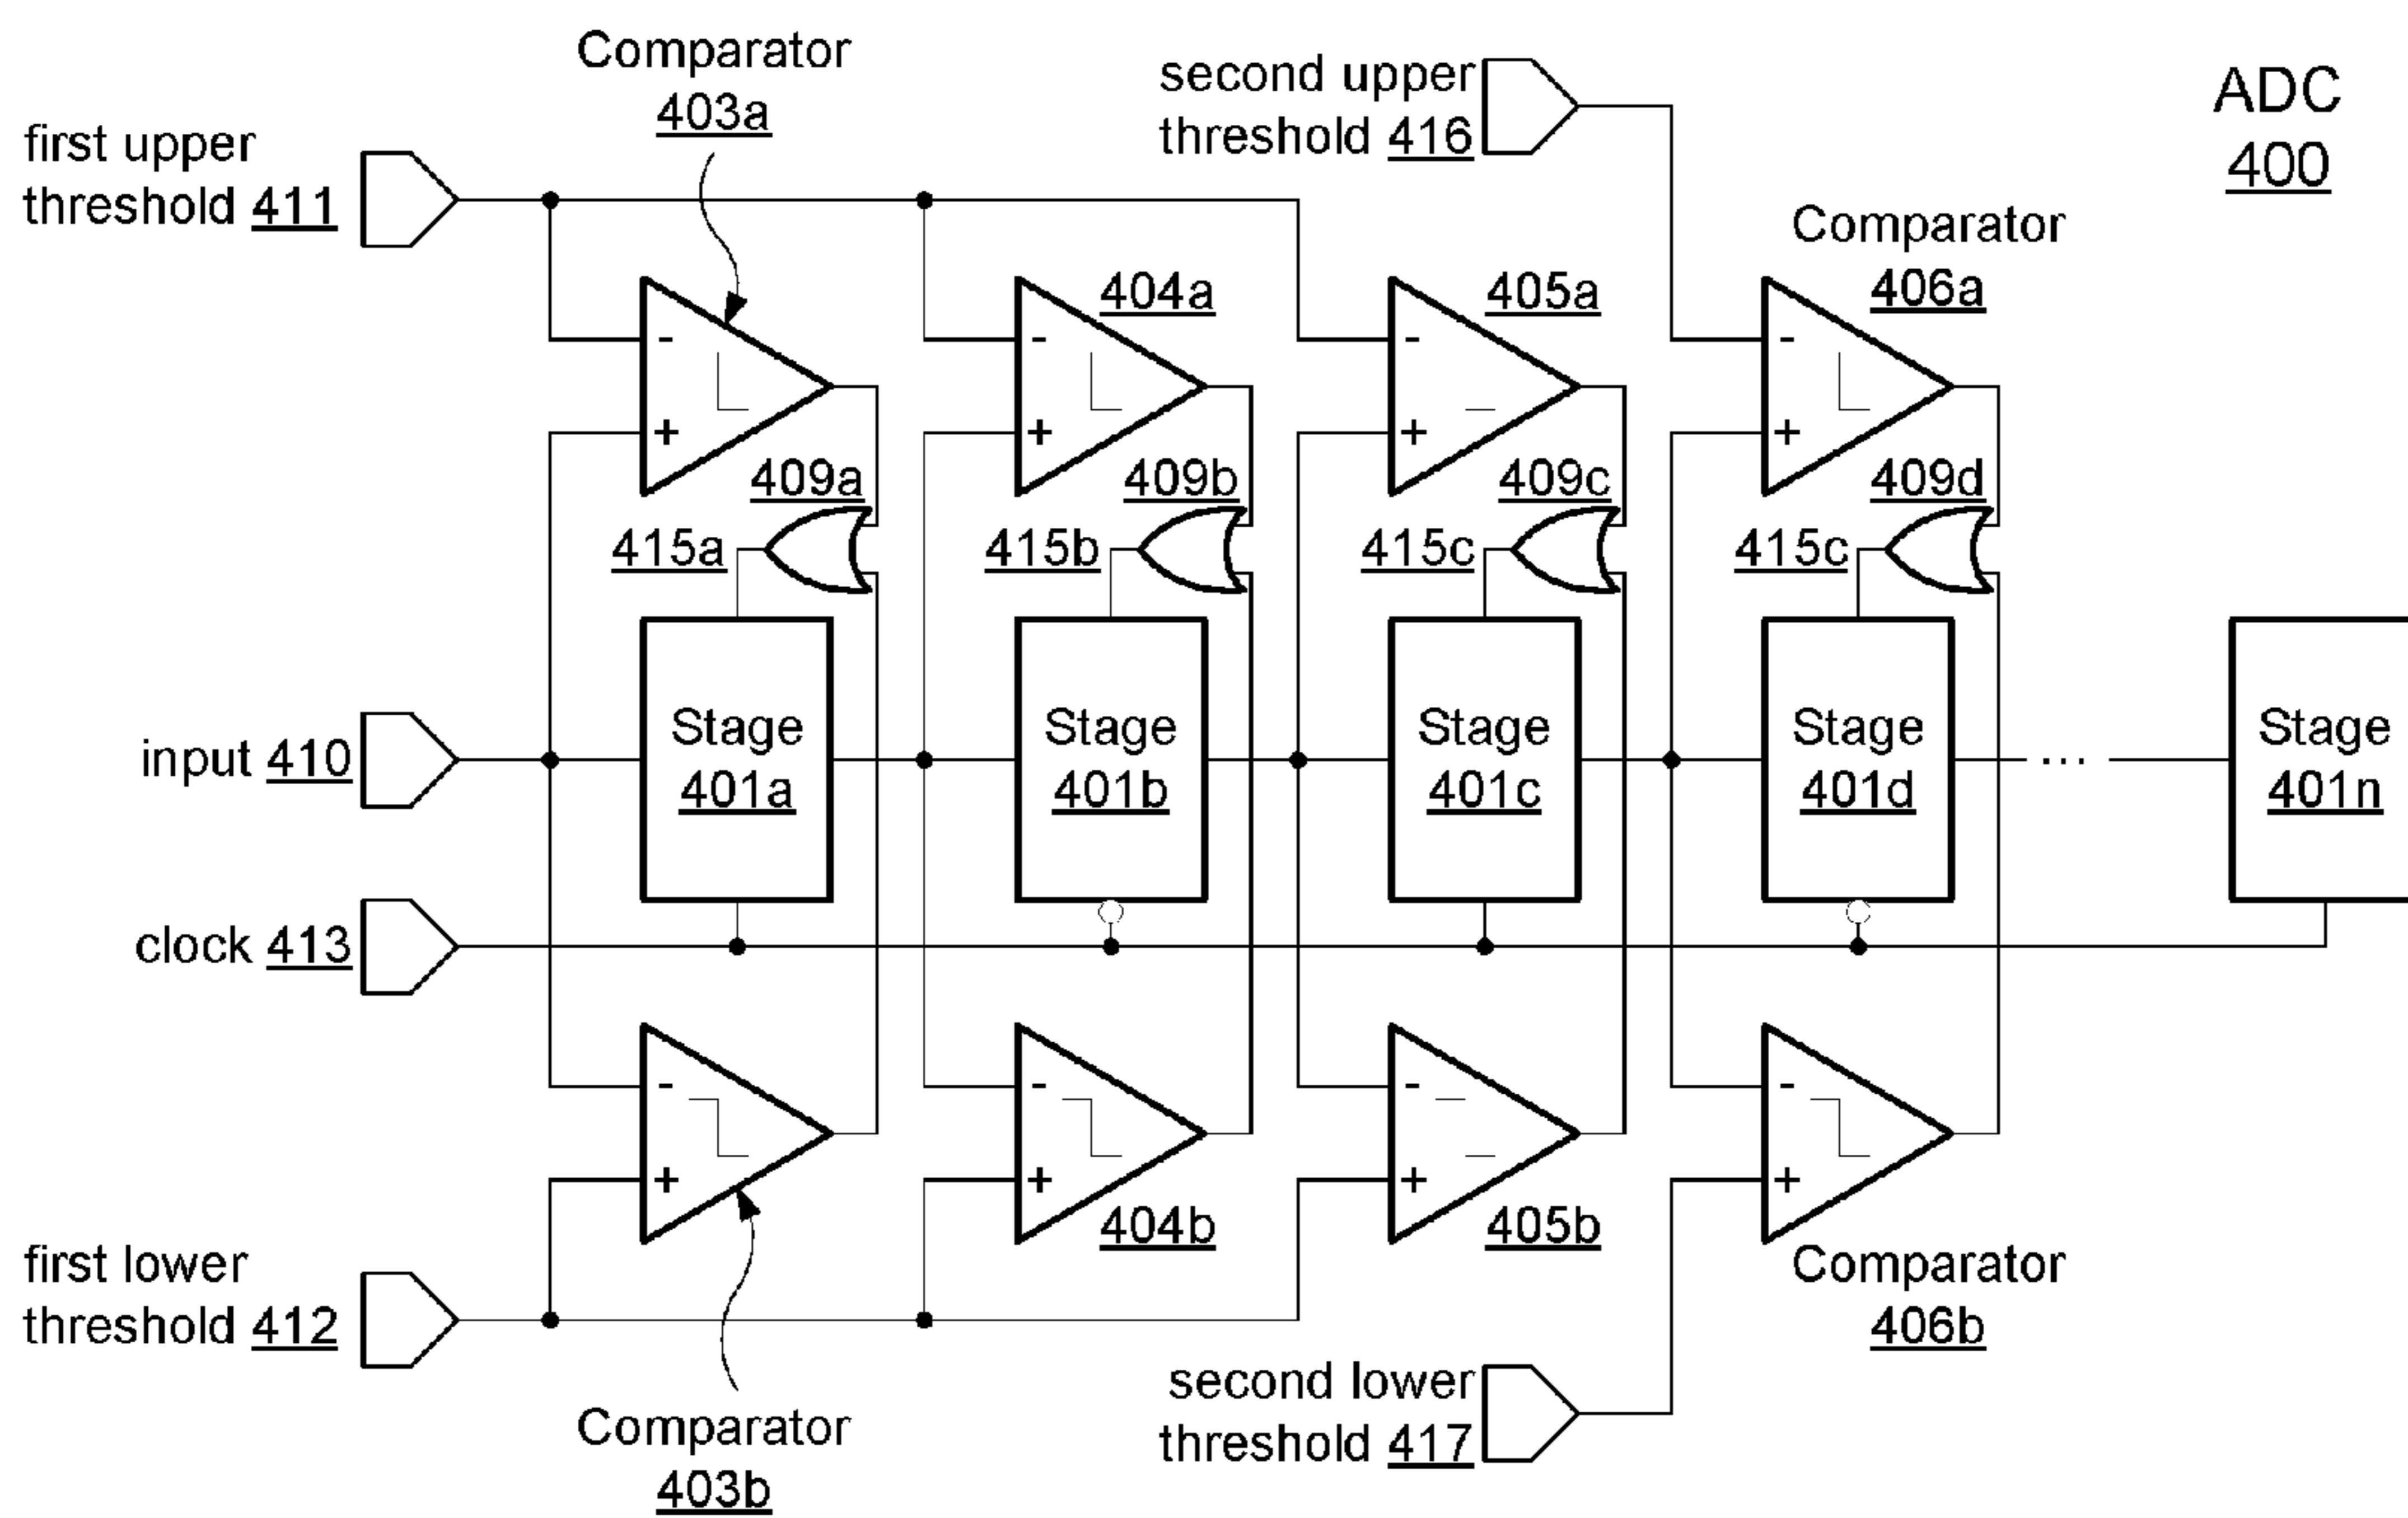 Comparator
403a
second upper
threshold 416
ADC
400
first upper
threshold 411
Comparator
406a
404a
405a
-
-
-
-
+
+
+
+
409a
409b
409c
409d
415a
415b
415c
415c
Stage
401a
Stage
401b
Stage
401c
Stage
401d
Stage
401n
input 410
...
clock 413
-
-
-
-
+
+
+
+
404b
405b
first lower
threshold 412
Comparator
406b
second lower
threshold 417
Comparator
403b